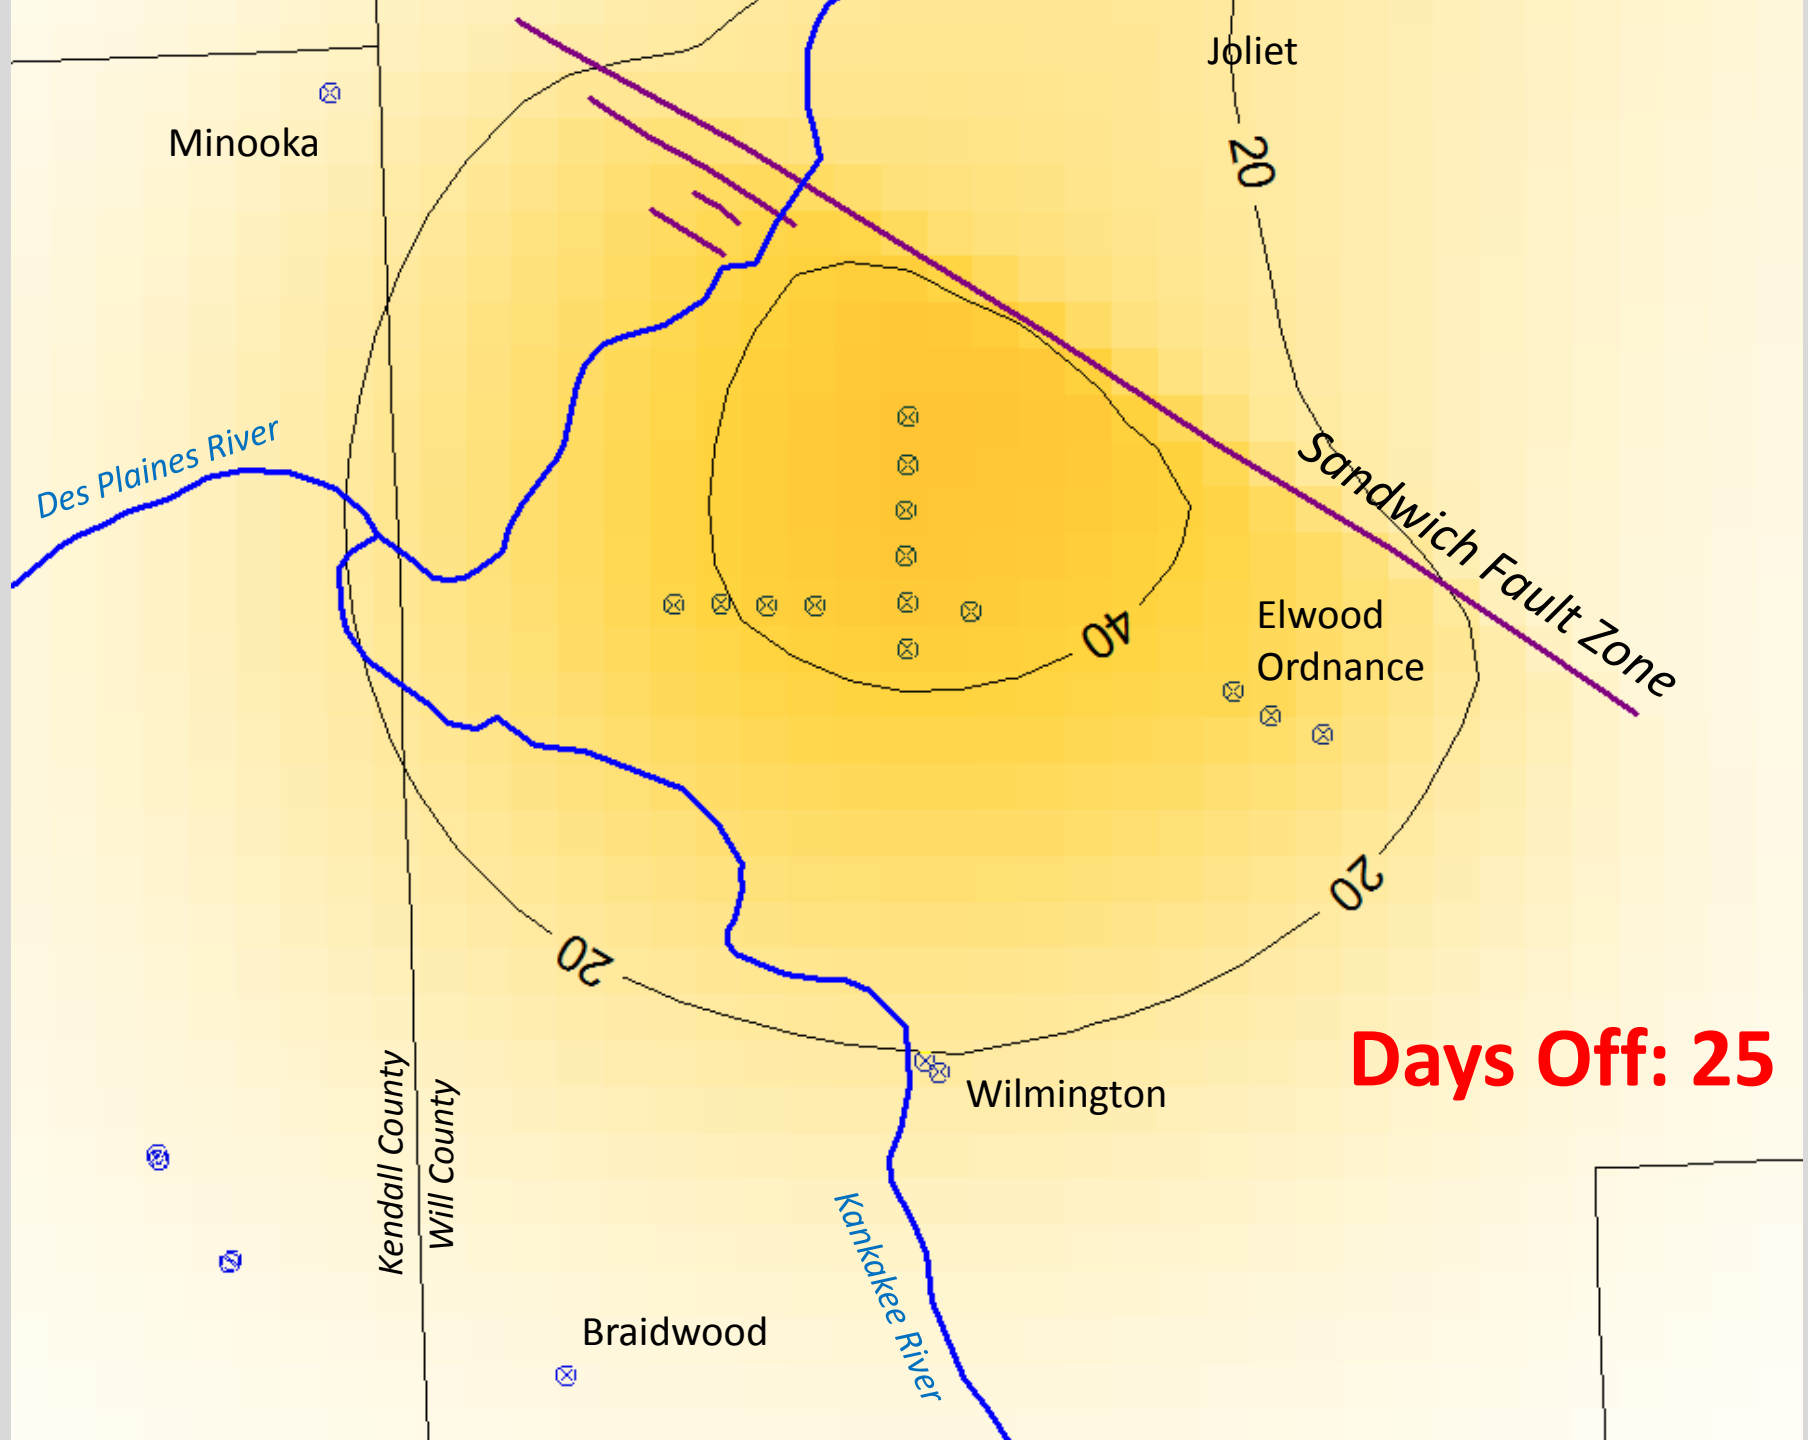 Joliet
Minooka
20
Des Plaines River
Sandwich Fault Zone
Elwood
Ordnance
40
20
20
Days Off: 25
Wilmington
Kendall County
Will County
Kankakee River
Braidwood